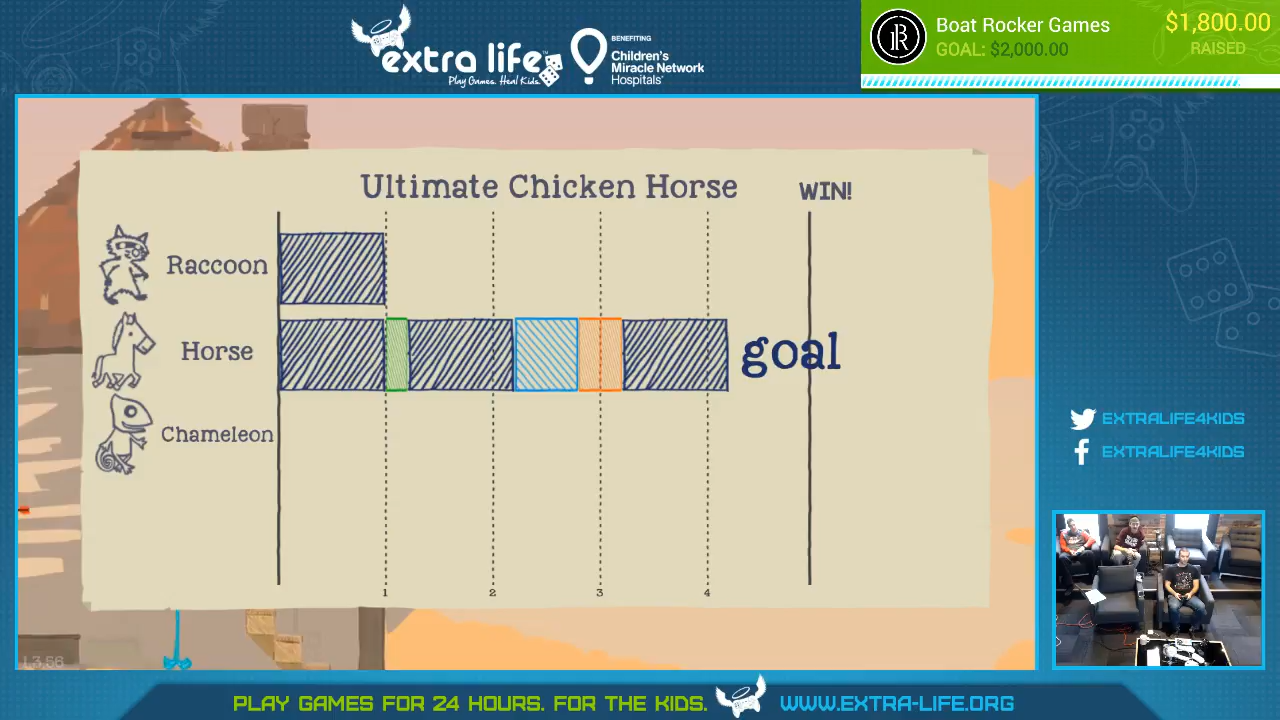 extra life™
Play Games. Heal Kids.
BENEFITING
Children's
Miracle Network
Hospitals®
Boat Rocker Games
GOAL: $2,000.00
$1,800.00
RAISED
Ultimate Chicken Horse
WIN!
Raccoon
Horse
goal
Chameleon
1 2 3 4
EXTRALIFE4KIDS
EXTRALIFE4KIDS
PLAY GAMES FOR 24 HOURS. FOR THE KIDS.
WWW.EXTRA-LIFE.ORG